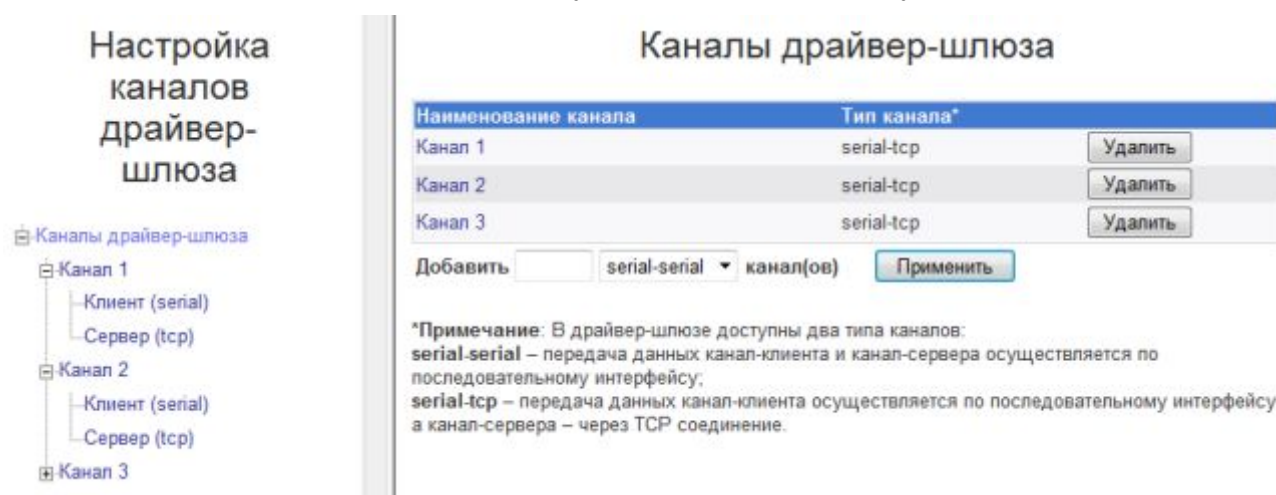 Настройка
каналов
драйвер-
шлюза
Каналы драйвер-шлюза
Канал 1
Клиент (serial)
Сервер (tcp)
Канал 2
Клиент (serial)
Сервер (tcp)
Канал 3
Каналы драйвер-шлюза
Наименование канала Тип канала*
Канал 1 serial-tcp Удалить
Канал 2 serial-tcp Удалить
Канал 3 serial-tcp Удалить
Добавить serial-serial канал(ов) Применить
*Примечание: В драйвер-шлюзе доступны два типа каналов:
serial-serial – передача данных канал-клиента и канал-сервера осуществляется по
последовательному интерфейсу;
serial-tcp – передача данных канал-клиента осуществляется по последовательному интерфейсу
а канал-сервера – через TCP соединение.